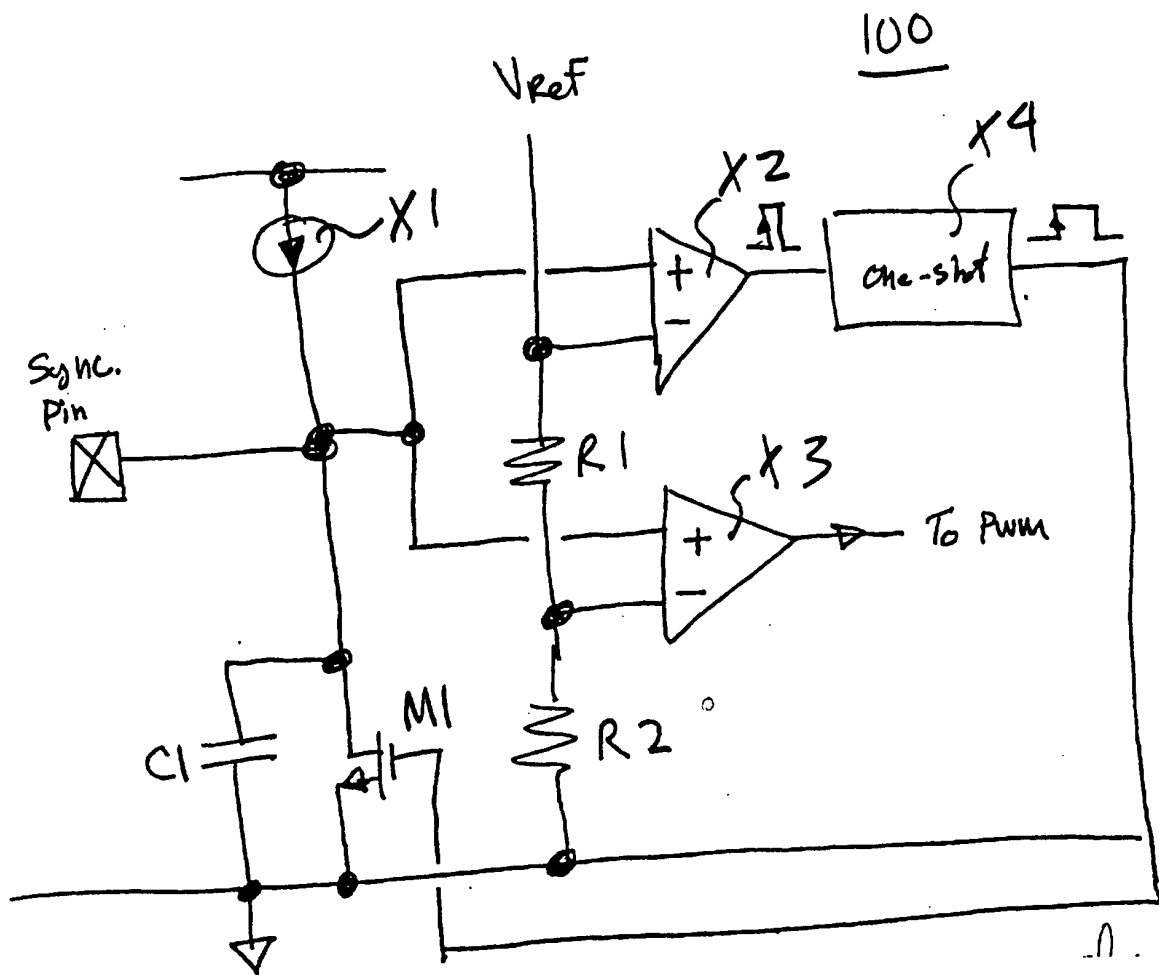 100
VReF
X4
X2
X1
+
-
one-shot
Sync.
Pin
R1
X3
+
-
To Pwm
M1
C1
R2